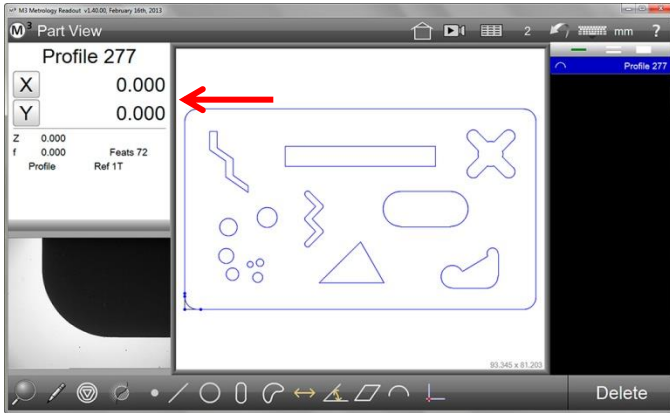 M3 Metrology Readout v1.40.00, February 16th, 2013
M3 Part View
2
mm
?
Profile 277
X 0.000
Y 0.000
Z 0.000
f 0.000 Feats 72
Profile Ref 1T
Profile 277
93.345 x 81.203
Delete